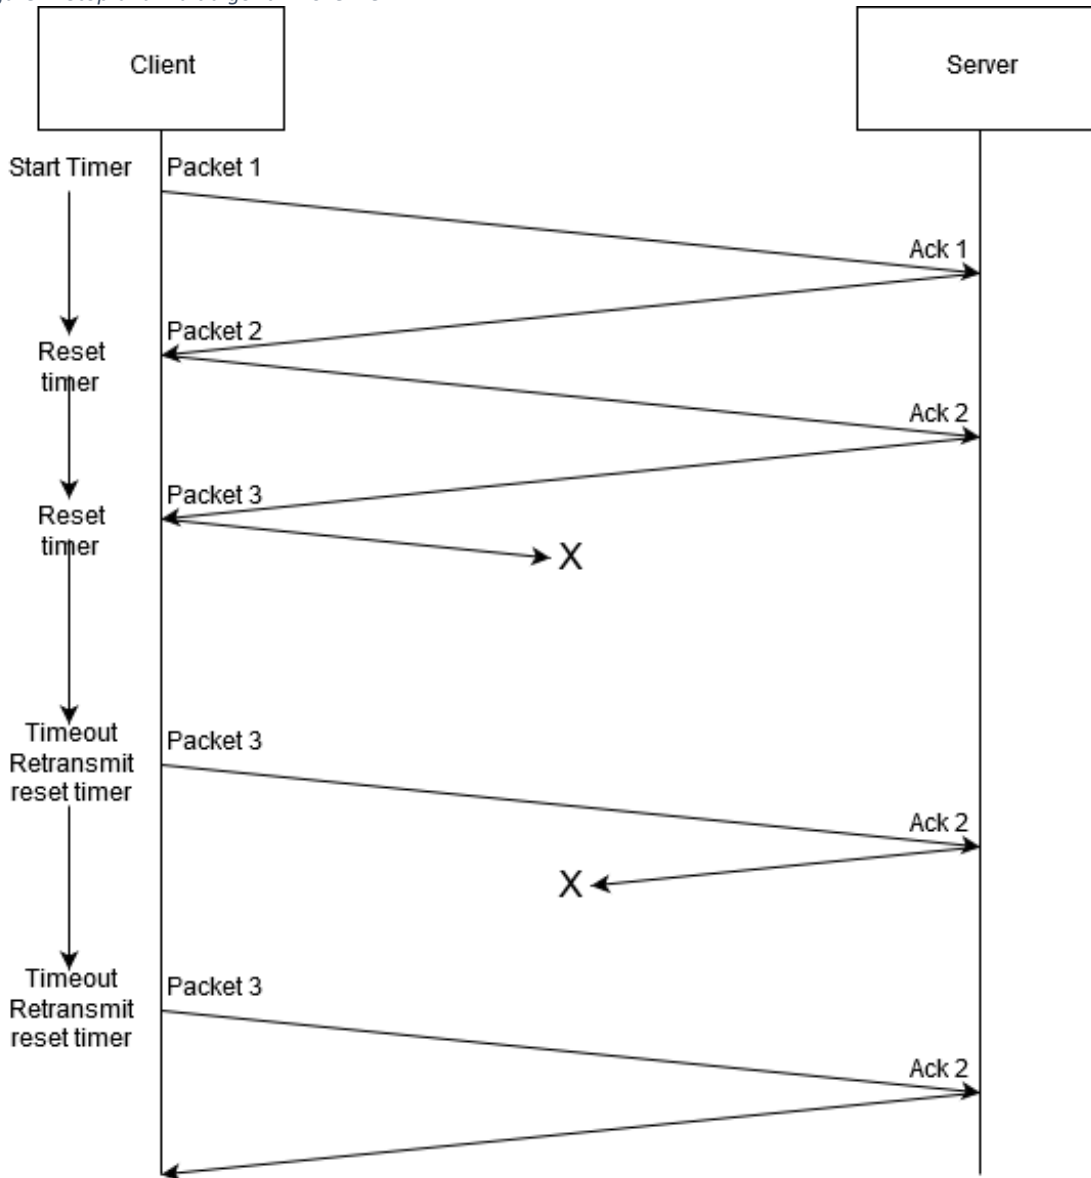 Client
Server
Start Timer
Packet 1
Ack 1
Packet 2
Reset
timer
Ack 2
Packet 3
Reset
timer
X
Timeout
Retransmit
reset timer
Packet 3
Ack 2
X
Timeout
Retransmit
reset timer
Packet 3
Ack 2